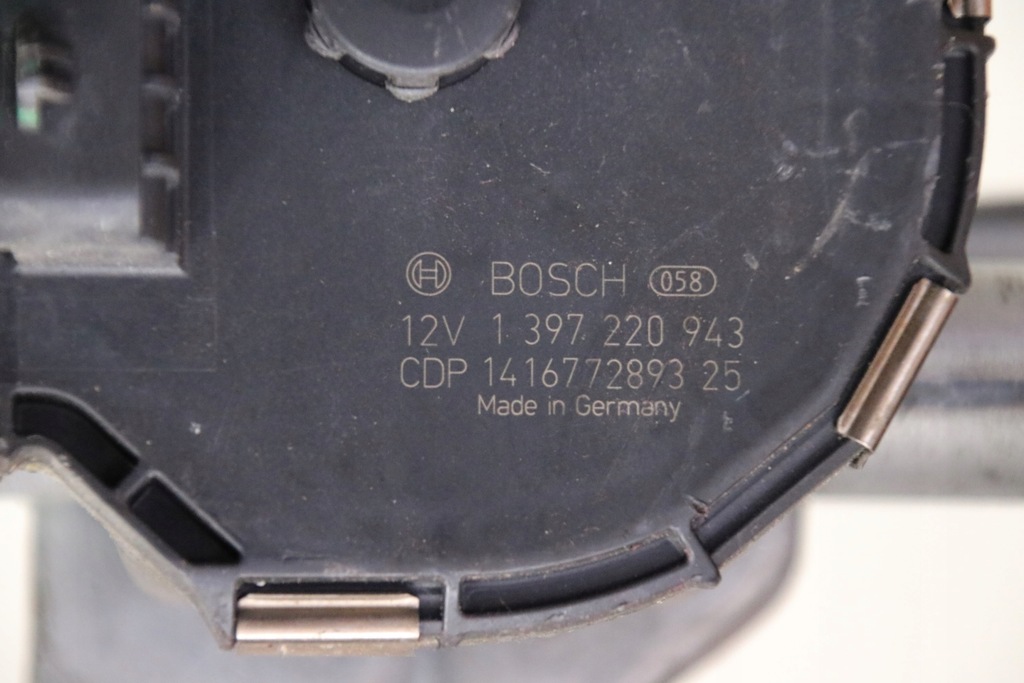 BOSCH 058
12V 1 397 220 943
CDP 1416772893 25
Made in Germany